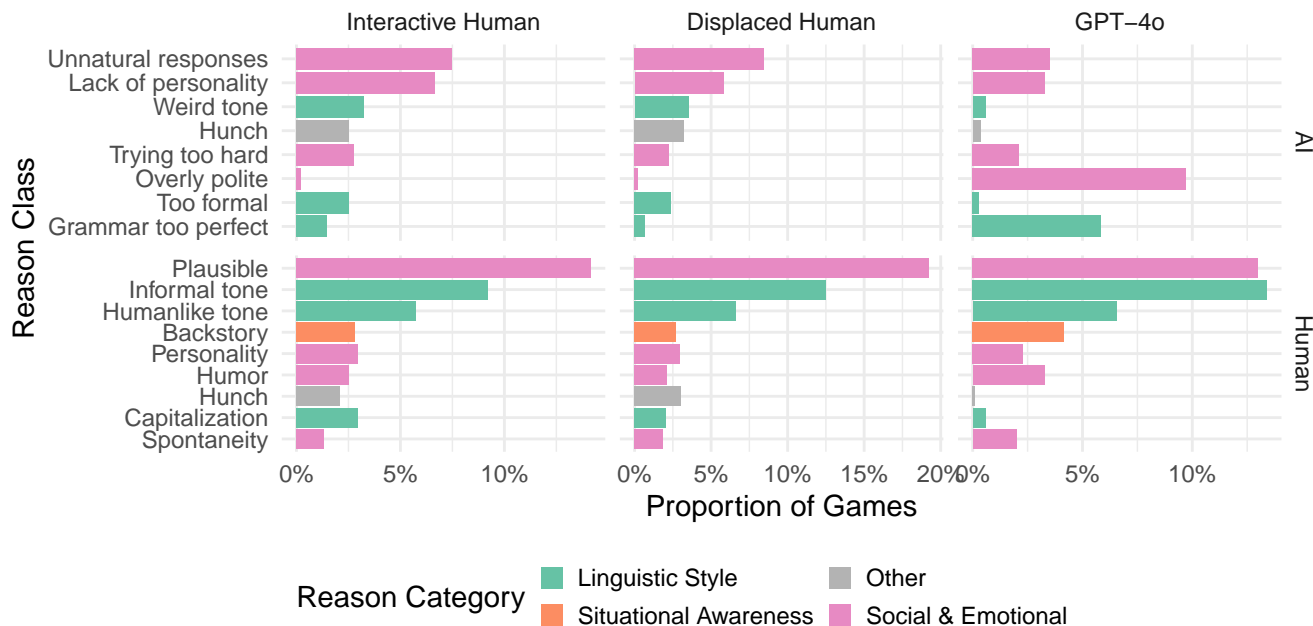 Interactive Human
Displaced Human
GPT−4o
Unnatural responses
Lack of personality
Weird tone
Hunch
Trying too hard
Overly polite
Too formal
Grammar too perfect
AI
Reason Class
Plausible
Informal tone
Humanlike tone
Backstory
Personality
Humor
Hunch
Capitalization
Spontaneity
Human
0% 5% 10%
0% 5% 10% 15% 20%
0% 5% 10%
Proportion of Games
Reason Category
Linguistic Style
Situational Awareness
Other
Social & Emotional